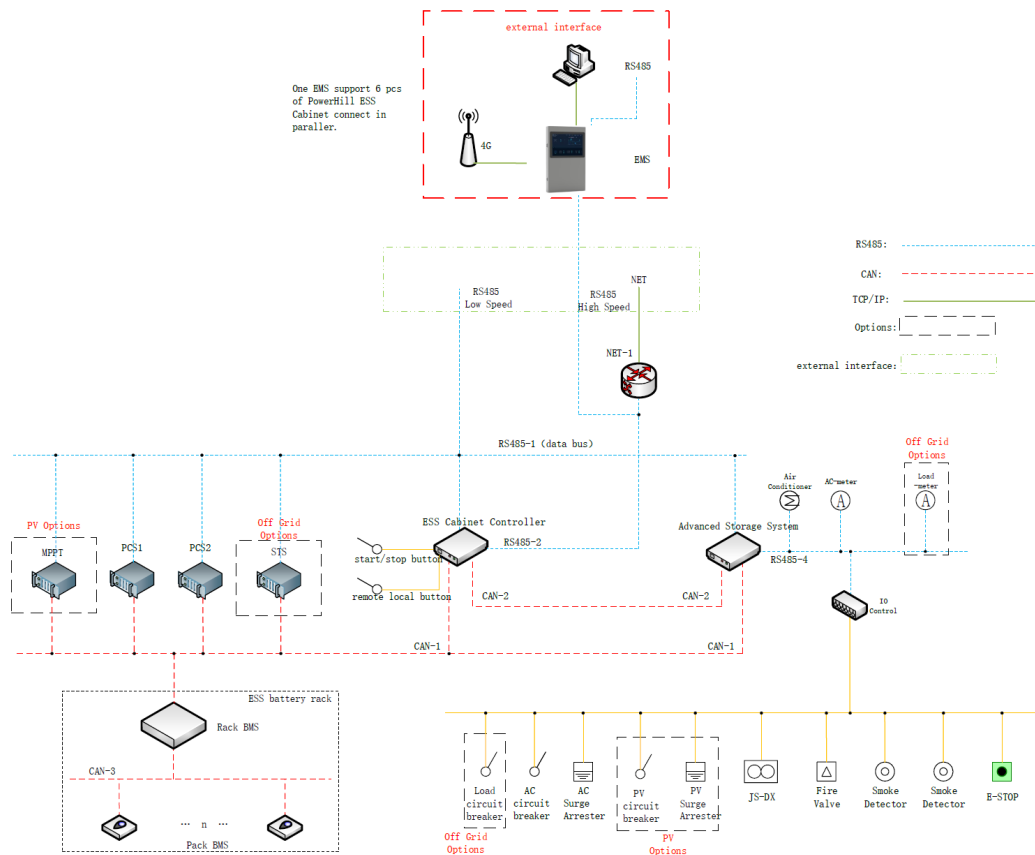 external interface
RS485
One EMS support 6 pcs
of PowerHill ESS
Cabinet connect in
paraller.
4G
EMS
RS485:
CAN:
TCP/IP:
Options:
external interface:
NET
RS485
Low Speed
RS485
High Speed
NET-1
RS485-1 (data bus)
Off Grid
Options
Air
Conditioner
AC-meter
Load
-meter
PV Options
Off Grid
Options
ESS Cabinet Controller
Advanced Storage System
MPPT
PCS1
PCS2
STS
start/stop button
RS485-2
RS485-4
remote local button
CAN-2
CAN-2
IO
Control
CAN-1
CAN-1
ESS battery rack
Rack BMS
CAN-3
… n …
Pack BMS
Load
circuit
breaker
AC
circuit
breaker
AC
Surge
Arrester
PV
circuit
breaker
PV
Surge
Arrester
JS-DX
Fire
Valve
Smoke
Detector
Smoke
Detector
E-STOP
Off Grid
Options
PV
Options